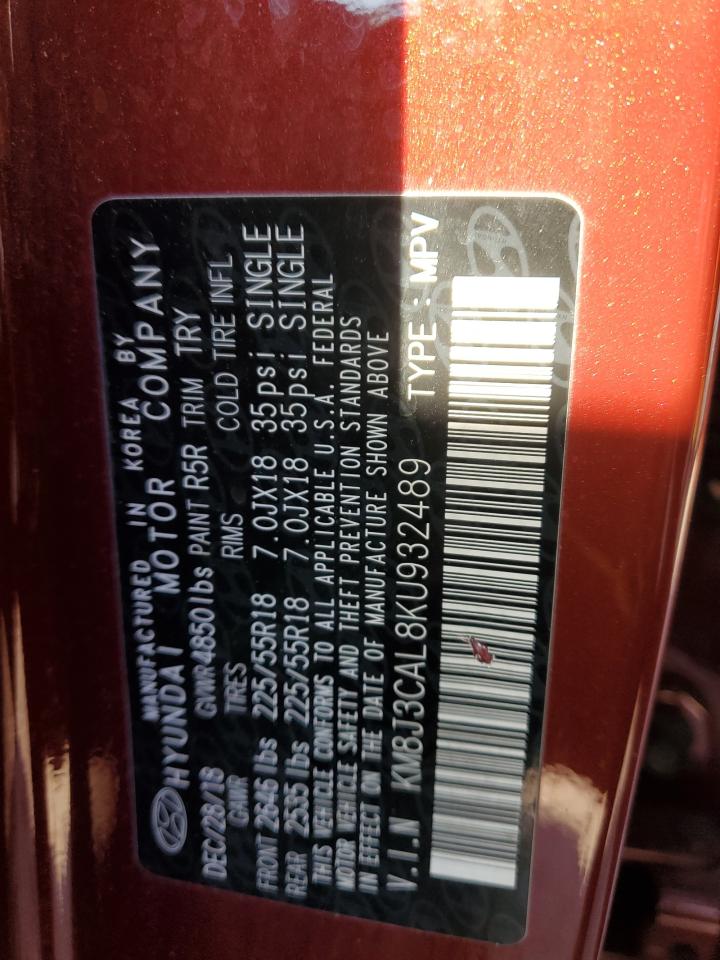 MANUFACTURED IN KOREA BY
HYUNDAI MOTOR COMPANY
DEC/28/18 GVWR 4850 lbs PAINT R5R TRIM TRY
GAWR TIRES RIMS COLD TIRE INFL
FRONT 2646 lbs 225/55R18 7.0JX18 35psi SINGLE
REAR 2535 lbs 225/55R18 7.0JX18 35psi SINGLE
THIS VEHICLE CONFORMS TO ALL APPLICABLE U.S.A. FEDERAL
MOTOR VEHICLE SAFETY AND THEFT PREVENTION STANDARDS
IN EFFECT ON THE DATE OF MANUFACTURE SHOWN ABOVE
V.I.N KM8J3CAL8KU932489 TYPE : MPV